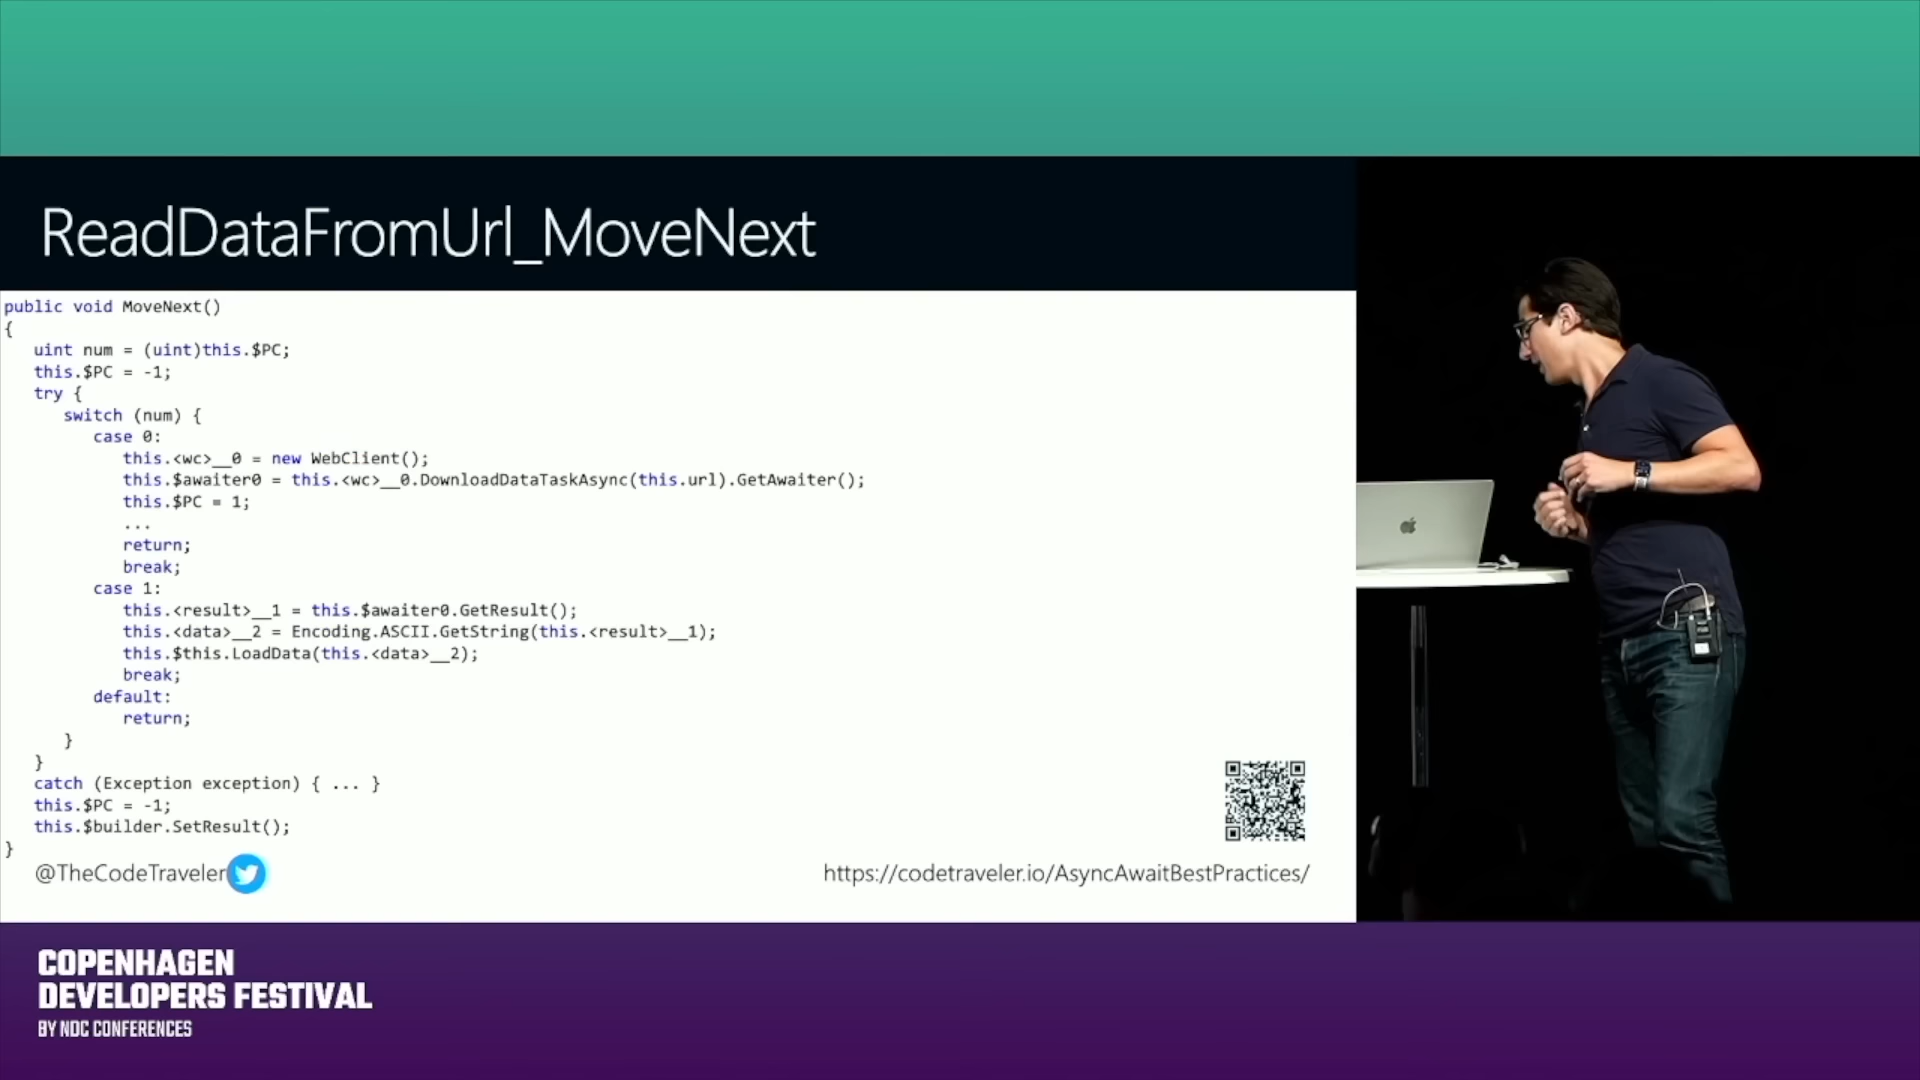 ReadDataFromUrl_MoveNext
public void MoveNext()
{
uint num = (uint)this.$PC;
this.$PC = -1;
try {
switch (num) {
case 0:
this.<wc>__0 = new WebClient();
this.$awaiter0 = this.<wc>__0.DownloadDataTaskAsync(this.url).GetAwaiter();
this.$PC = 1;
...
return;
break;
case 1:
this.<result>__1 = this.$awaiter0.GetResult();
this.<data>__2 = Encoding.ASCII.GetString(this.<result>__1);
this.$this.LoadData(this.<data>__2);
break;
default:
return;
}
}
catch (Exception exception) { ... }
this.$PC = -1;
this.$builder.SetResult();
}
@TheCodeTraveler
https://codetraveler.io/AsyncAwaitBestPractices/
COPENHAGEN
DEVELOPERS FESTIVAL
BY NDC CONFERENCES